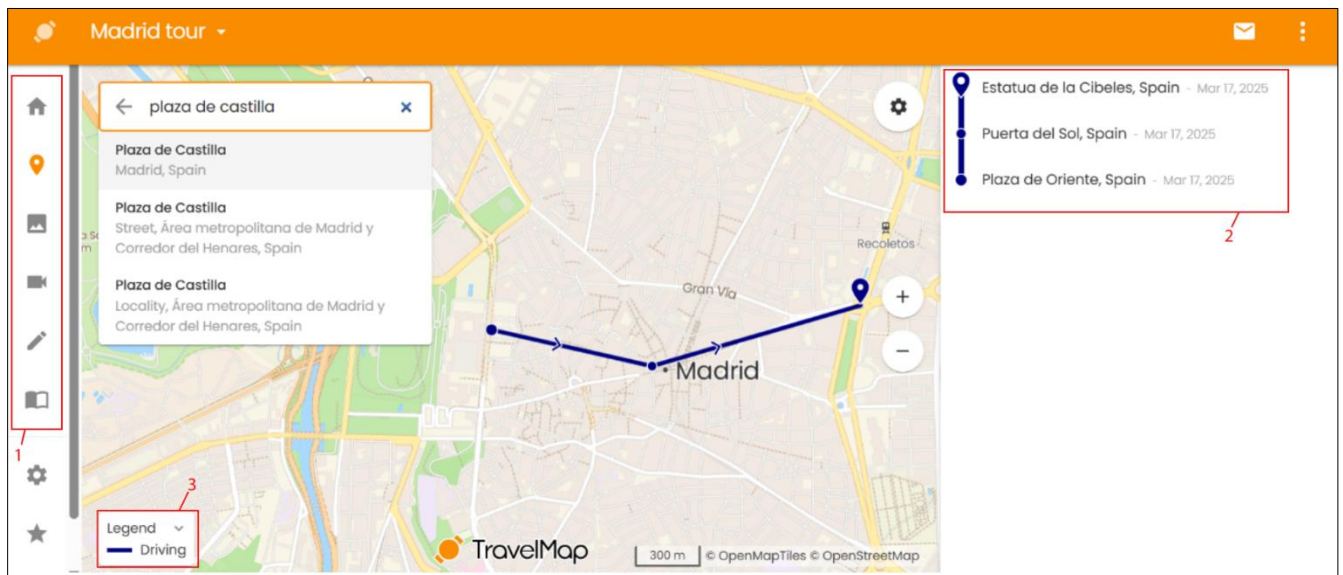 Madrid tour
plaza de castilla
Plaza de Castilla
Madrid, Spain
Plaza de Castilla
Street, Área metropolitana de Madrid y
Corredor del Henares, Spain
Plaza de Castilla
Locality, Área metropolitana de Madrid y
Corredor del Henares, Spain
Recoletos
Gran Vía
Madrid
Estatua de la Cibeles, Spain - Mar 17, 2025
Puerta del Sol, Spain - Mar 17, 2025
Plaza de Oriente, Spain - Mar 17, 2025
2
1
3
Legend
Driving
TravelMap
300 m
© OpenMapTiles © OpenStreetMap